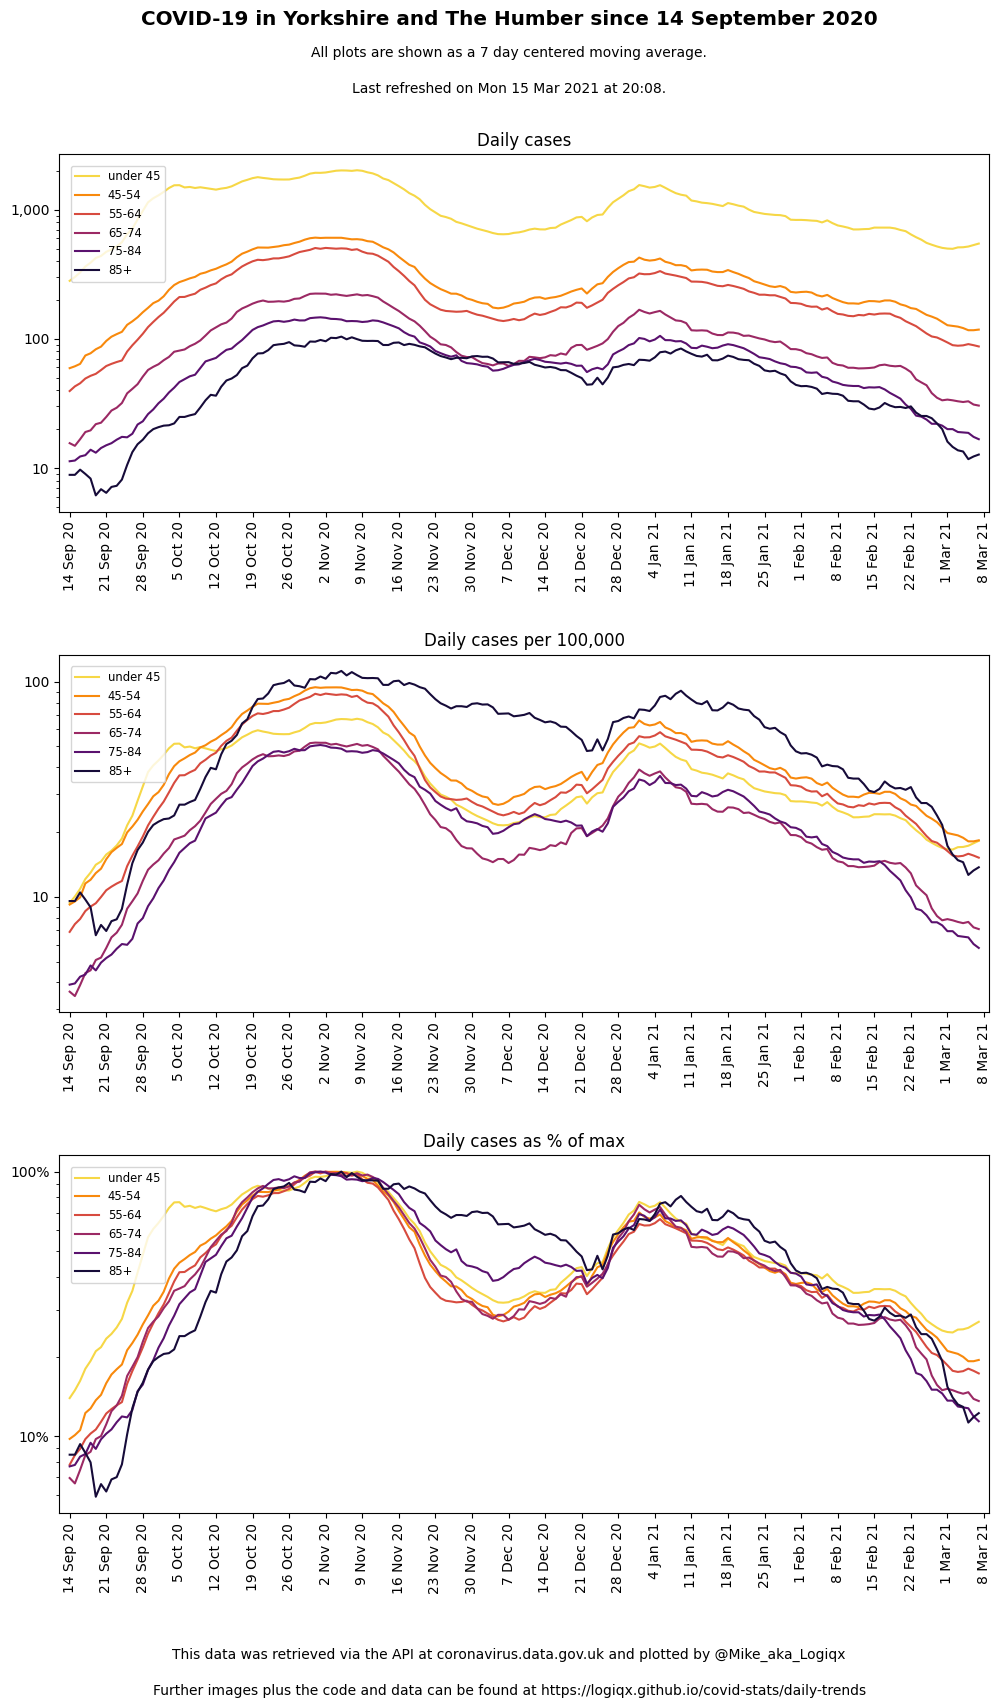 COVID-19 in Yorkshire and The Humber since 14 September 2020
All plots are shown as a 7 day centered moving average.
Last refreshed on Mon 15 Mar 2021 at 20:08.
Daily cases
under 45
45-54
55-64
65-74
75-84
85+
1,000
100
10
14 Sep 20
21 Sep 20
28 Sep 20
5 Oct 20
12 Oct 20
19 Oct 20
26 Oct 20
2 Nov 20
9 Nov 20
16 Nov 20
23 Nov 20
30 Nov 20
7 Dec 20
14 Dec 20
21 Dec 20
28 Dec 20
4 Jan 21
11 Jan 21
18 Jan 21
25 Jan 21
1 Feb 21
8 Feb 21
15 Feb 21
22 Feb 21
1 Mar 21
8 Mar 21
Daily cases per 100,000
under 45
45-54
55-64
65-74
75-84
85+
100
10
14 Sep 20
21 Sep 20
28 Sep 20
5 Oct 20
12 Oct 20
19 Oct 20
26 Oct 20
2 Nov 20
9 Nov 20
16 Nov 20
23 Nov 20
30 Nov 20
7 Dec 20
14 Dec 20
21 Dec 20
28 Dec 20
4 Jan 21
11 Jan 21
18 Jan 21
25 Jan 21
1 Feb 21
8 Feb 21
15 Feb 21
22 Feb 21
1 Mar 21
8 Mar 21
Daily cases as % of max
under 45
45-54
55-64
65-74
75-84
85+
100%
10%
14 Sep 20
21 Sep 20
28 Sep 20
5 Oct 20
12 Oct 20
19 Oct 20
26 Oct 20
2 Nov 20
9 Nov 20
16 Nov 20
23 Nov 20
30 Nov 20
7 Dec 20
14 Dec 20
21 Dec 20
28 Dec 20
4 Jan 21
11 Jan 21
18 Jan 21
25 Jan 21
1 Feb 21
8 Feb 21
15 Feb 21
22 Feb 21
1 Mar 21
8 Mar 21
This data was retrieved via the API at coronavirus.data.gov.uk and plotted by @Mike_aka_Logiqx
Further images plus the code and data can be found at https://logiqx.github.io/covid-stats/daily-trends